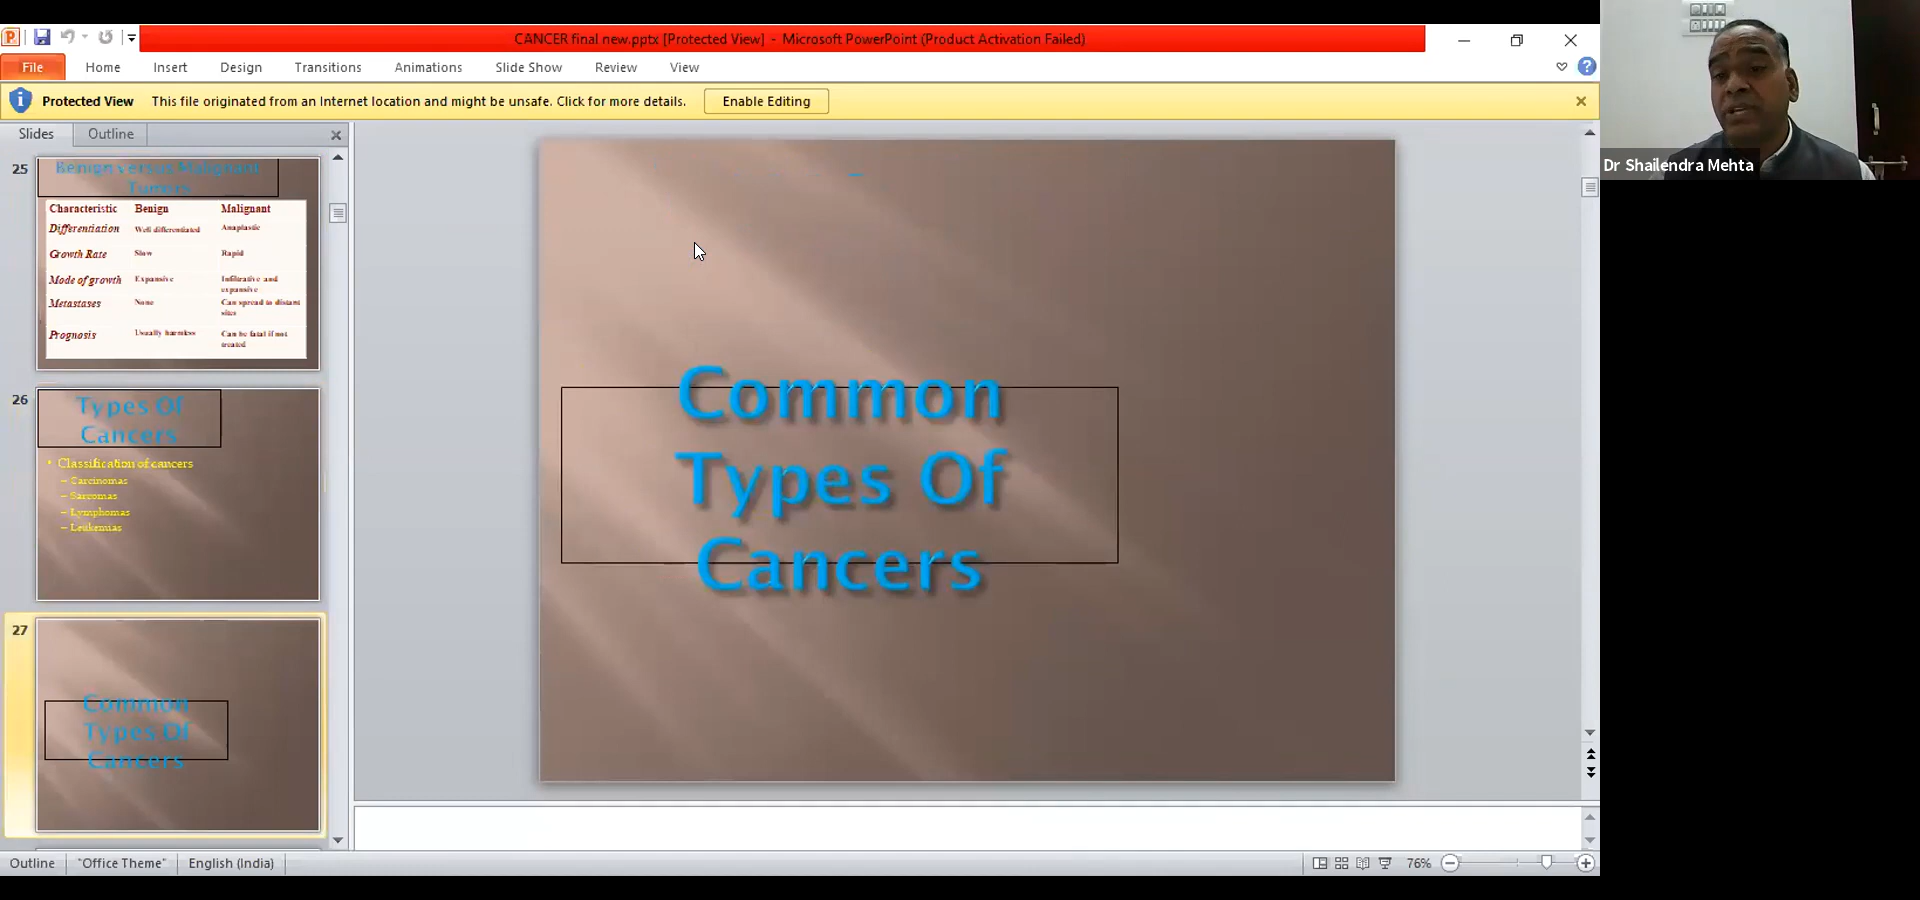 CANCER final new.pptx [Protected View] - Microsoft PowerPoint (Product Activation Failed)
File Home Insert Design Transitions Animations Slide Show Review View
Protected View This file originated from an Internet location and might be unsafe. Click for more details. Enable Editing
Slides Outline
25
Benign versus Malignant
Tumors
Characteristic Benign Malignant
Differentiation Well differentiated Anaplastic
Growth Rate Slow Rapid
Mode of growth Expansive Infiltrative and
expansive
Metastases None Can spread to distant
sites
Prognosis Usually harmless Can be fatal if not
treated
26
Types Of
Cancers
• Classification of cancers
– Carcinomas
– Sarcomas
– Lymphomas
– Leukemias
27
Common
Types Of
Cancers
Common
Types Of
Cancers
Outline "Office Theme" English (India) 76%
Dr Shailendra Mehta